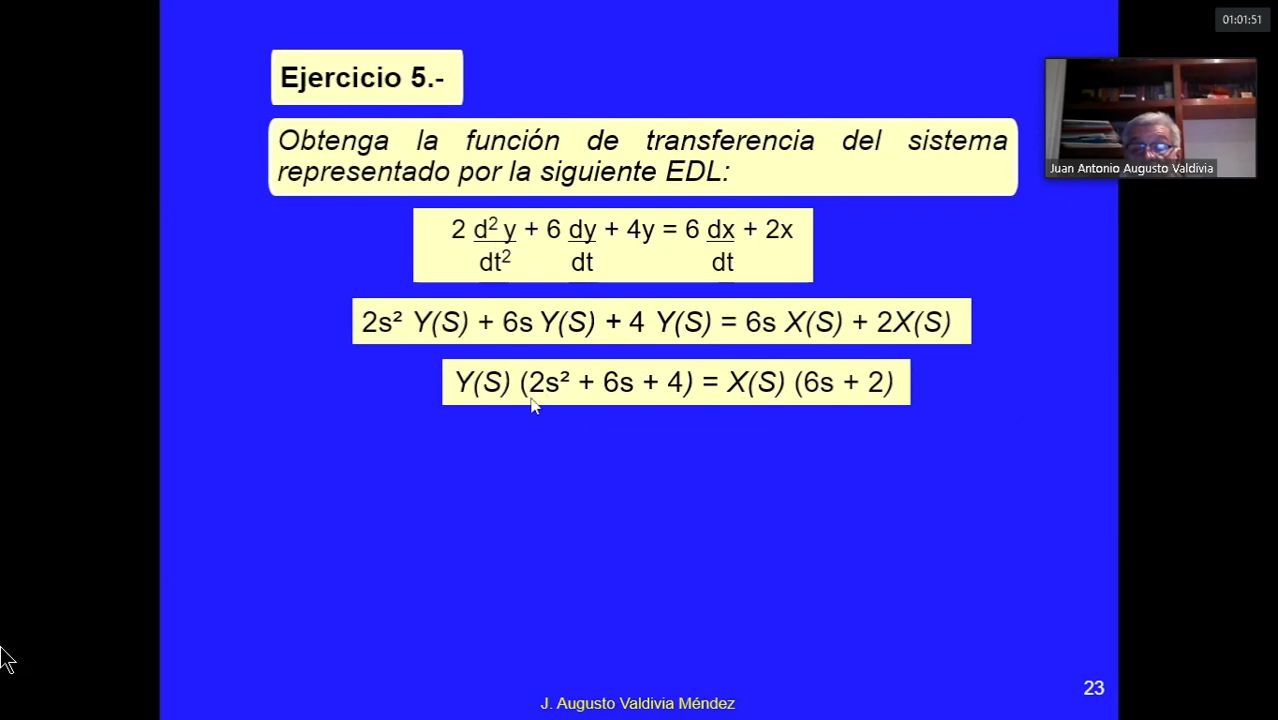 01:01:51
Ejercicio 5.-
Juan Antonio Augusto Valdivia
Obtenga la función de transferencia del sistema
representado por la siguiente EDL:
2 d² y + 6 dy + 4y = 6 dx + 2x
dt² dt dt
2s² Y(S) + 6s Y(S) + 4 Y(S) = 6s X(S) + 2X(S)
Y(S) (2s² + 6s + 4) = X(S) (6s + 2)
23
J. Augusto Valdivia Méndez